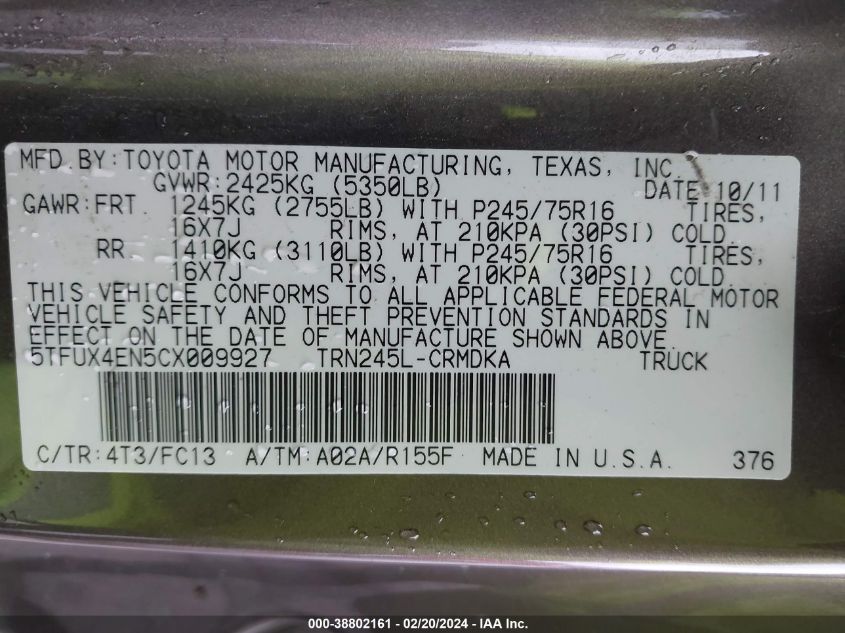 MFD BY:TOYOTA MOTOR MANUFACTURING, TEXAS, INC.
GVWR:2425KG (5350LB) DATE 10/11
GAWR:FRT 1245KG (2755LB) WITH P245/75R16 TIRES,
16X7J RIMS, AT 210KPA (30PSI) COLD.
RR 1410KG (3110LB) WITH P245/75R16 TIRES,
16X7J RIMS, AT 210KPA (30PSI) COLD.
THIS VEHICLE CONFORMS TO ALL APPLICABLE FEDERAL MOTOR
VEHICLE SAFETY AND THEFT PREVENTION STANDARDS IN
EFFECT ON THE DATE OF MANUFACTURE SHOWN ABOVE.
5TFUX4EN5CX009927 TRN245L-CRMDKA TRUCK
C/TR:4T3/FC13 A/TM:A02A/R155F MADE IN U.S.A. 376
000-38802161 - 02/20/2024 - IAA Inc.